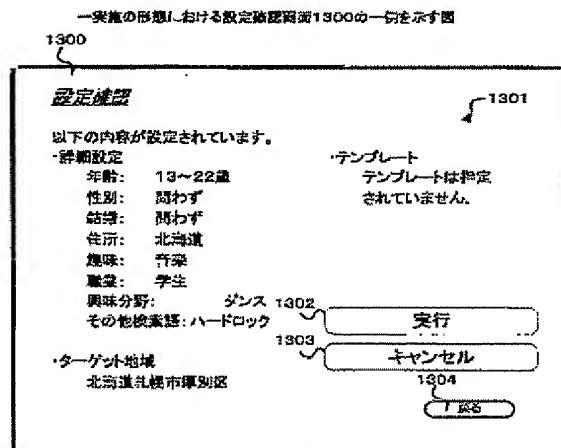 一実施の形態における設定確認画面1300の一例を示す図
1300
設定確認
1301
以下の内容が設定されています。
・詳細設定
年齢: 13~22歳
性別: 問わず
結婚: 問わず
住所: 北海道
趣味: 音楽
職業: 学生
興味分野: ダンス
その他検索語: ハードロック
・ターゲット地域
北海道札幌市厚別区
・テンプレート
テンプレートは指定
されていません。
1302
実行
1303
キャンセル
1304
戻る